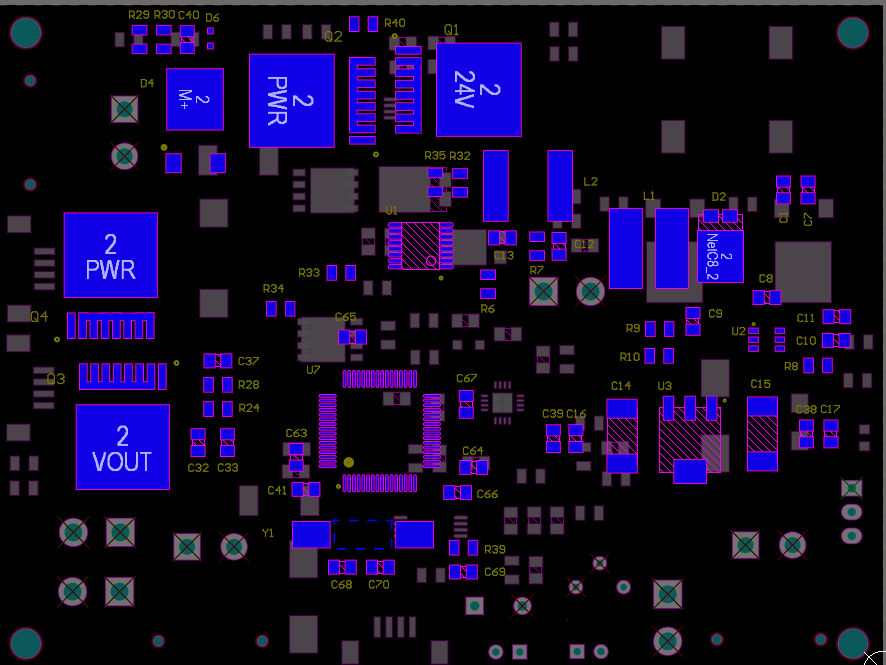 R29 R30 C40 D6
R40
Q2
Q1
D4
2
M+
2
PWR
2
24V
R35 R32
L2
L1
D2
C1
C7
U1
2
PWR
C13
C12
NetC8_2
2
R33
R7
C8
R34
R6
C9
C11
Q4
C65
R9
U2
C10
C37
U7
R10
R8
Q3
R28
C67
C14
U3
C15
R24
C39 C16
C38 C17
2
VOUT
C63
C32 C33
C64
C41
C66
Y1
R39
C68 C70
C69